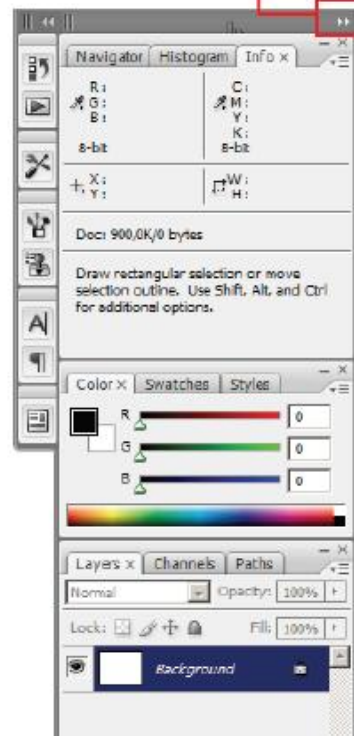 Navigator Histogram Info ×
R: C:
G: M:
B: Y:
K:
8-bit 8-bit
X: W:
Y: H:
Doc: 900,0K/0 bytes
Draw rectangular selection or move
selection outline. Use Shift, Alt, and Ctrl
for additional options.
Color × Swatches Styles
R 0
G 0
B 0
Layers × Channels Paths
Normal Opacity: 100%
Lock: Fill: 100%
Background